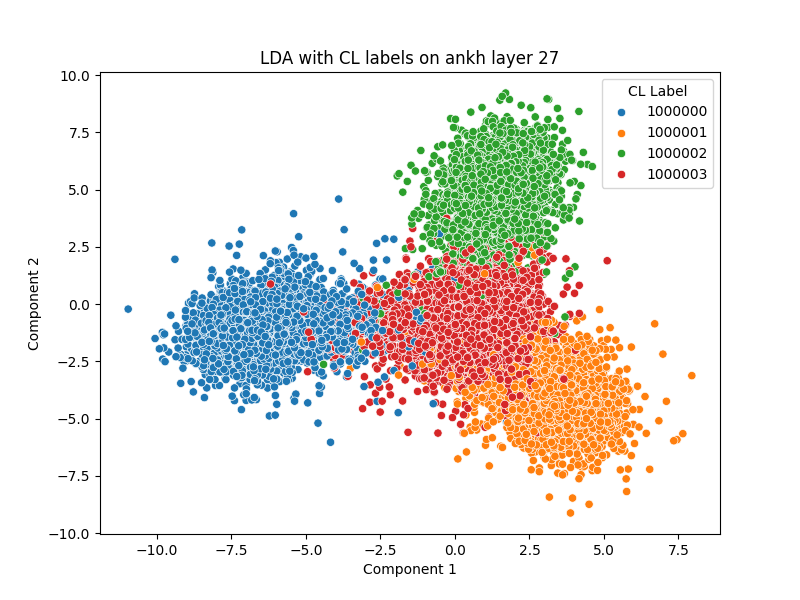 LDA with CL labels on ankh layer 27
CL Label
1000000
1000001
1000002
1000003
Component 2
10.0
7.5
5.0
2.5
0.0
−2.5
−5.0
−7.5
−10.0
−10.0 −7.5 −5.0 −2.5 0.0 2.5 5.0 7.5
Component 1